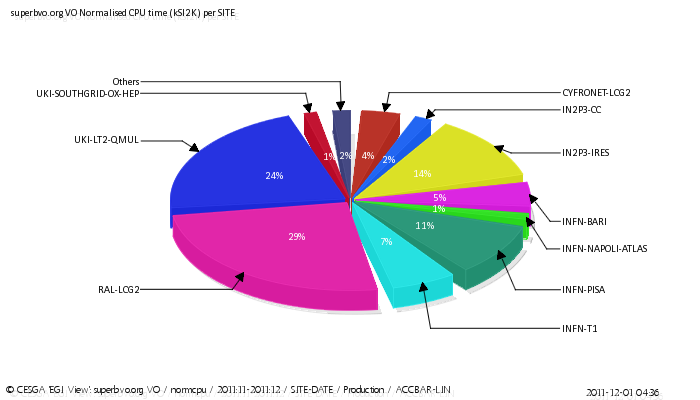 superbvo.org VO Normalised CPU time (kSI2K) per SITE
Others
UKI-SOUTHGRID-OX-HEP
CYFRONET-LCG2
IN2P3-CC
UKI-LT2-QMUL
IN2P3-IRES
1%
2%
4%
2%
14%
24%
5%
1%
INFN-BARI
11%
29%
7%
INFN-NAPOLI-ATLAS
RAL-LCG2
INFN-PISA
INFN-T1
© CESGA 'EGI View': superbvo.org VO / normcpu / 2011:11-2011:12 / SITE-DATE / Production / ACCBAR-LIN
2011-12-01 04:36